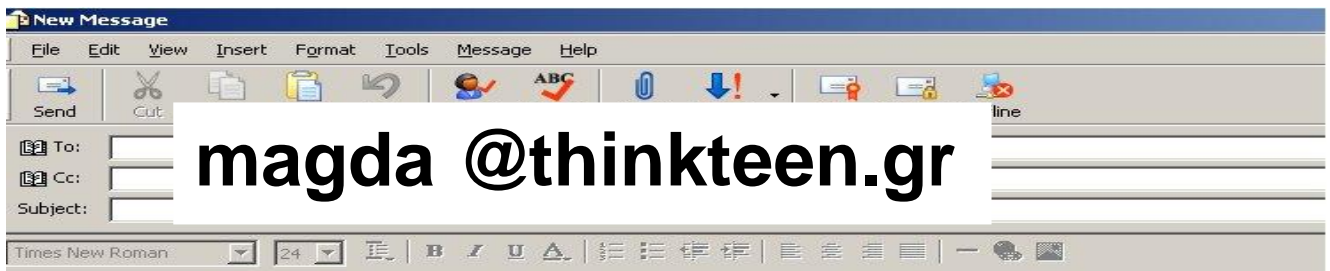 New Message
File Edit View Insert Format Tools Message Help
ABC
Send Cut line
magda @thinkteen.gr
To:
Cc:
Subject:
Times New Roman 24 B I U A